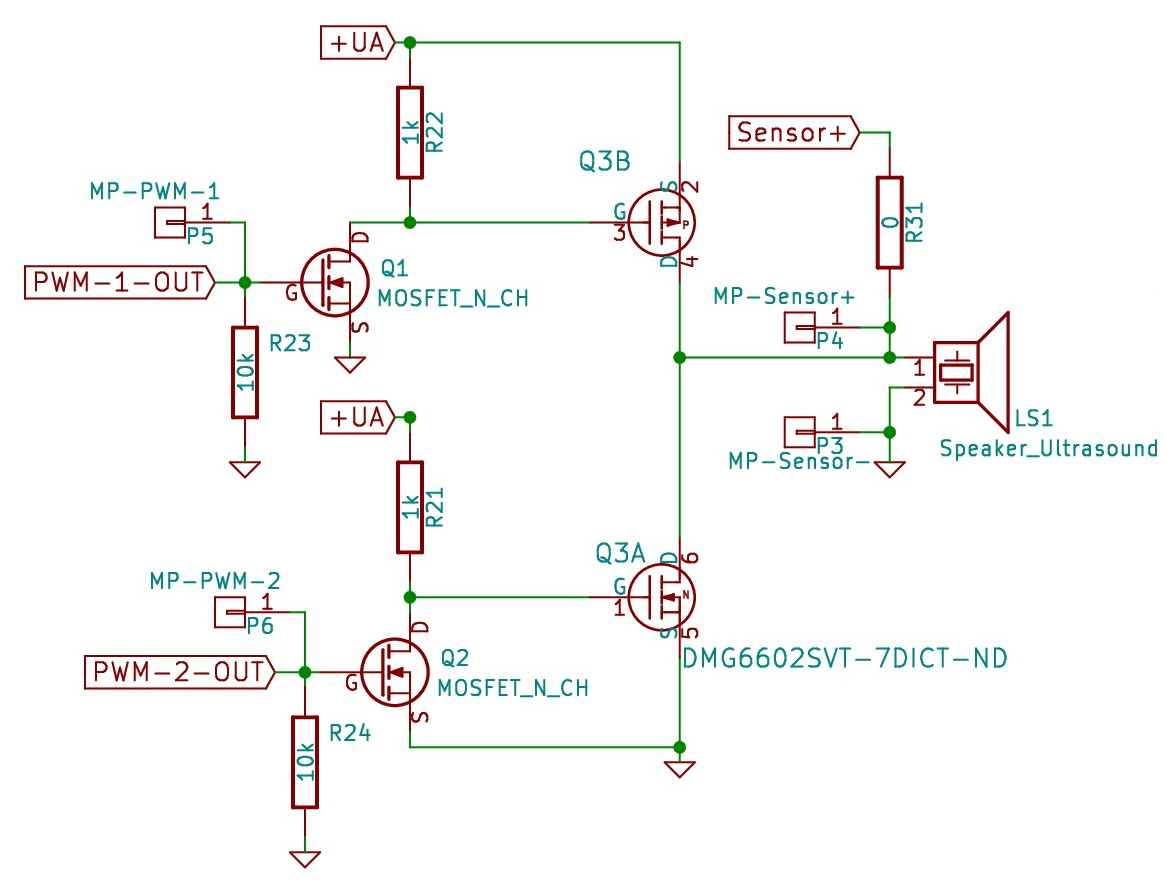 +UA
1k
R22
Sensor+
Q3B
S
2
MP-PWM-1
1
P5
G
3
P
D
4
0
R31
PWM-1-OUT
G
D
Q1
MOSFET_N_CH
S
MP-Sensor+
1
P4
R23
10k
1
2
LS1
Speaker_Ultrasound
+UA
1
P3
MP-Sensor-
1k
R21
Q3A
D
6
G
1
N
S
5
DMG6602SVT-7DICT-ND
MP-PWM-2
1
P6
PWM-2-OUT
G
D
Q2
MOSFET_N_CH
S
R24
10k